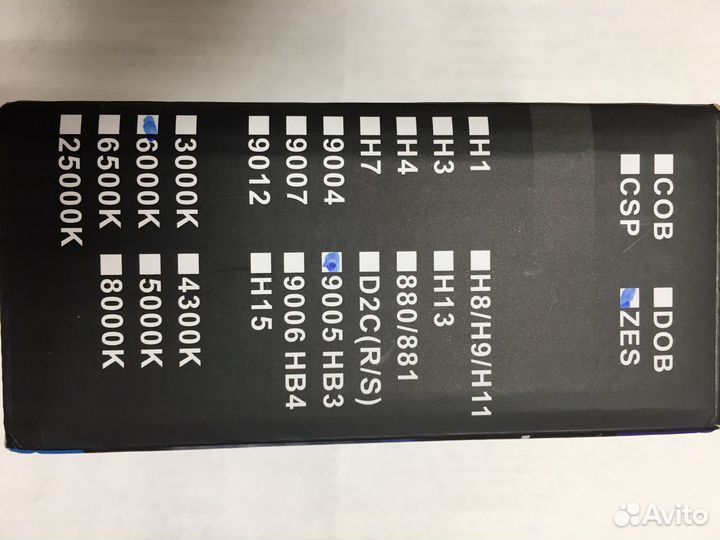 COB DOB
CSP ZES
H1 H8/H9/H11
H3 H13
H4 880/881
H7 D2C(R/S)
9004 9005 HB3
9007 9006 HB4
9012 H15
3000K 4300K
6000K 5000K
6500K 8000K
25000K
Avito